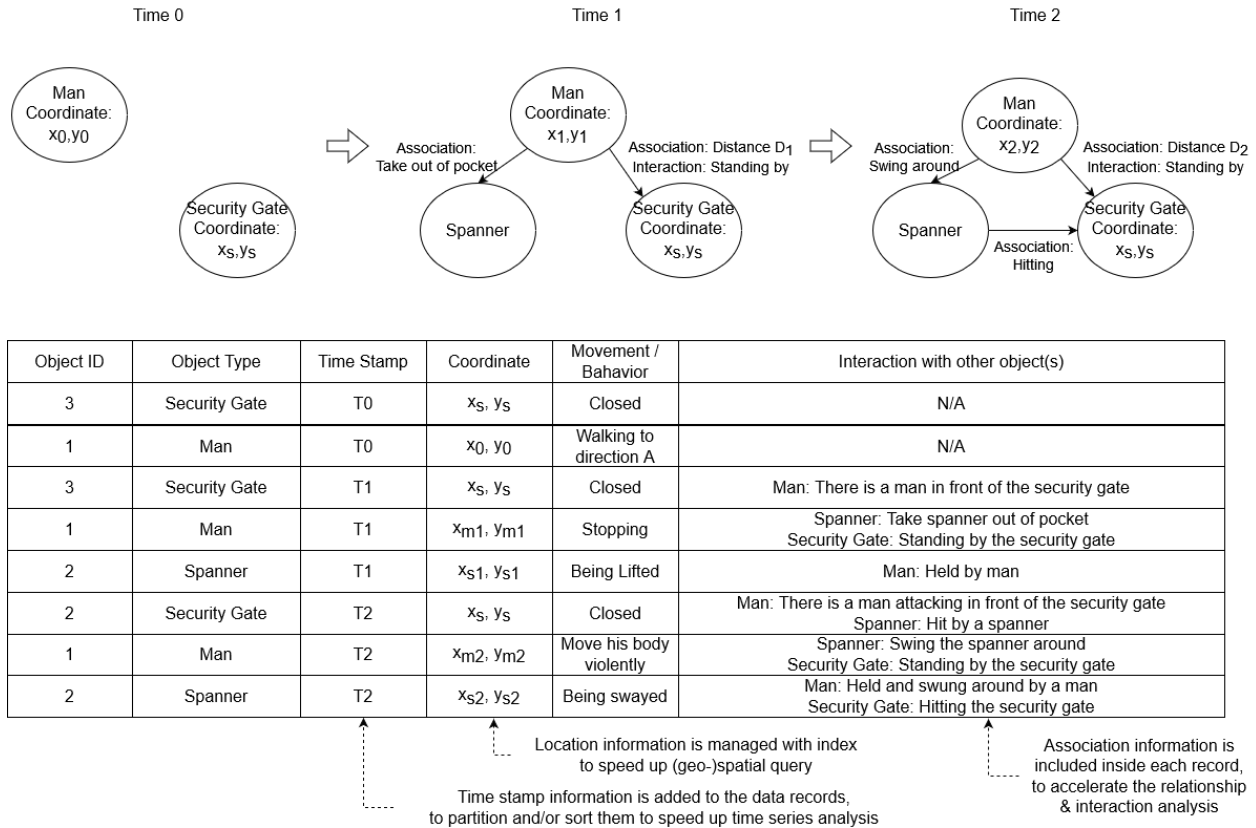 Time 0
Time 1
Time 2
Man
Coordinate:
x0,y0
Security Gate
Coordinate:
xs,ys
Man
Coordinate:
x1,y1
Association:
Take out of pocket
Association: Distance D1
Interaction: Standing by
Spanner
Security Gate
Coordinate:
xs,ys
Man
Coordinate:
x2,y2
Association:
Swing around
Association: Distance D2
Interaction: Standing by
Spanner
Association:
Hitting
Security Gate
Coordinate:
xs,ys
Object ID Object Type Time Stamp Coordinate Movement / Bahavior Interaction with other object(s)
3 Security Gate T0 xs, ys Closed N/A
1 Man T0 x0, y0 Walking to direction A N/A
3 Security Gate T1 xs, ys Closed Man: There is a man in front of the security gate
1 Man T1 xm1, ym1 Stopping Spanner: Take spanner out of pocket
Security Gate: Standing by the security gate
2 Spanner T1 xs1, ys1 Being Lifted Man: Held by man
2 Security Gate T2 xs, ys Closed Man: There is a man attacking in front of the security gate
Spanner: Hit by a spanner
1 Man T2 xm2, ym2 Move his body violently Spanner: Swing the spanner around
Security Gate: Standing by the security gate
2 Spanner T2 xs2, ys2 Being swayed Man: Held and swung around by a man
Security Gate: Hitting the security gate
Location information is managed with index
to speed up (geo-)spatial query
Time stamp information is added to the data records,
to partition and/or sort them to speed up time series analysis
Association information is
included inside each record,
to accelerate the relationship
& interaction analysis